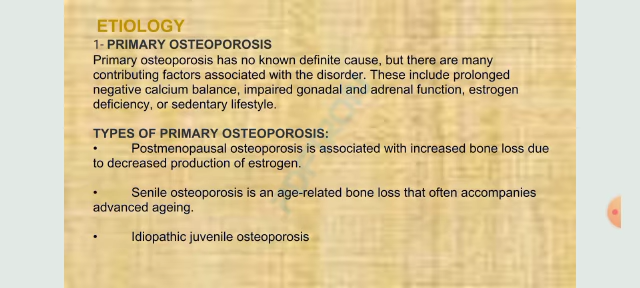 ETIOLOGY
1- PRIMARY OSTEOPOROSIS
Primary osteoporosis has no known definite cause, but there are many
contributing factors associated with the disorder. These include prolonged
negative calcium balance, impaired gonadal and adrenal function, estrogen
deficiency, or sedentary lifestyle.
TYPES OF PRIMARY OSTEOPOROSIS:
• Postmenopausal osteoporosis is associated with increased bone loss due
to decreased production of estrogen.
• Senile osteoporosis is an age-related bone loss that often accompanies
advanced ageing.
• Idiopathic juvenile osteoporosis